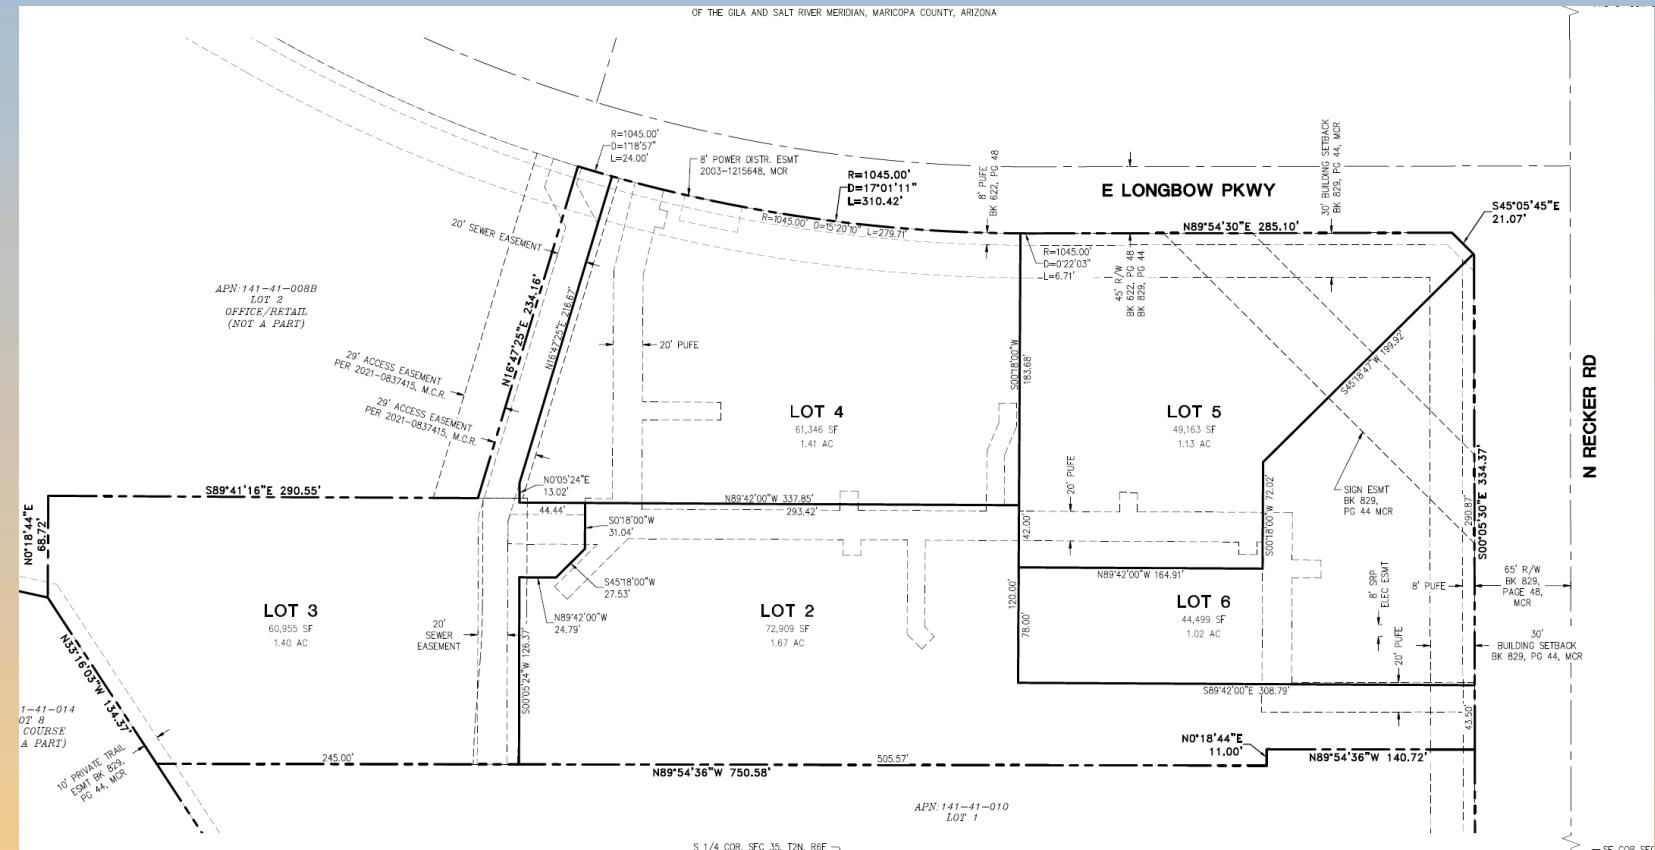 OF THE GILA AND SALT RIVER MERIDIAN, MARICOPA COUNTY, ARIZONA
R=1045.00'
D=1°18'57"
L=24.00'
8' POWER DISTR. ESMT
2003-1215648, MCR
R=1045.00'
D=17°01'11"
L=310.42'
8' PUFE
BK 622, PG 48
E LONGBOW PKWY
30' BUILDING SETBACK
BK 829, PG 44, MCR
S45°05'45"E
21.07'
N89°54'30"E 285.10'
R=1045.00' D=15°20'10" L=279.71'
R=1045.00'
D=0°22'03"
L=6.71'
45' R/W
BK 622, PG 48
BK 829, PG 44
20' SEWER EASEMENT
APN:141-41-008B
LOT 2
OFFICE/RETAIL
(NOT A PART)
N16°47'25"E 234.16'
N16°47'25"E 216.67'
20' PUFE
29' ACCESS EASEMENT
PER 2021-0837415, M.C.R.
29' ACCESS EASEMENT
PER 2021-0837415, M.C.R.
S00°18'00"W
183.68'
S45°18'47"W 199.92'
N RECKER RD
LOT 4
61,346 SF
1.41 AC
LOT 5
49,163 SF
1.13 AC
20' PUFE
SIGN ESMT
BK 829,
PG 44 MCR
S00°18'00"W 72.02'
290.87'
S00°05'30"E 334.37'
S89°41'16"E 290.55'
N0°05'24"E
13.02'
44.44'
N89°42'00"W 337.85'
293.42'
N0°18'44"E
68.72'
S0°18'00"W
31.04'
42.00'
S45°18'00"W
27.53'
N89°42'00"W
24.79'
N89°42'00"W 164.91'
120.00'
78.00'
8' SRP
ELEC ESMT
8' PUFE
65' R/W
BK 829,
PAGE 48,
MCR
LOT 3
60,955 SF
1.40 AC
LOT 2
72,909 SF
1.67 AC
LOT 6
44,499 SF
1.02 AC
20'
SEWER
EASEMENT
S00°05'24"W 126.37'
20' PUFE
30'
BUILDING SETBACK
BK 829, PG 44, MCR
N33°16'03"W 134.37'
S89°42'00"E 308.79'
43.50'
1-41-014
OT 8
COURSE
A PART)
10' PRIVATE TRAIL
ESMT BK 829,
PG 44, MCR
245.00'
N89°54'36"W 750.58'
505.57'
N0°18'44"E
11.00'
N89°54'36"W 140.72'
APN:141-41-010
LOT 1
S 1/4 COR. SEC 35, T2N, R6E